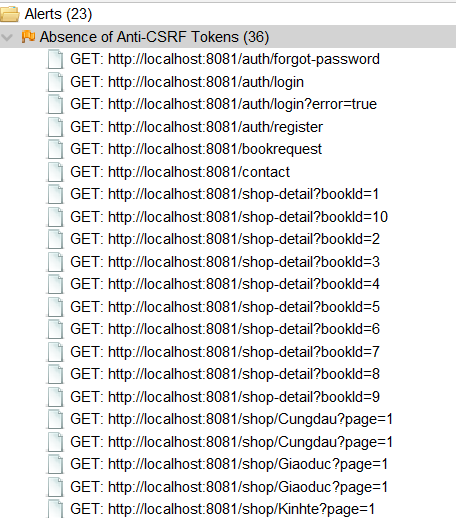 Alerts (23)
Absence of Anti-CSRF Tokens (36)
GET: http://localhost:8081/auth/forgot-password
GET: http://localhost:8081/auth/login
GET: http://localhost:8081/auth/login?error=true
GET: http://localhost:8081/auth/register
GET: http://localhost:8081/bookrequest
GET: http://localhost:8081/contact
GET: http://localhost:8081/shop-detail?bookId=1
GET: http://localhost:8081/shop-detail?bookId=10
GET: http://localhost:8081/shop-detail?bookId=2
GET: http://localhost:8081/shop-detail?bookId=3
GET: http://localhost:8081/shop-detail?bookId=4
GET: http://localhost:8081/shop-detail?bookId=5
GET: http://localhost:8081/shop-detail?bookId=6
GET: http://localhost:8081/shop-detail?bookId=7
GET: http://localhost:8081/shop-detail?bookId=8
GET: http://localhost:8081/shop-detail?bookId=9
GET: http://localhost:8081/shop/Cungdau?page=1
GET: http://localhost:8081/shop/Cungdau?page=1
GET: http://localhost:8081/shop/Giaoduc?page=1
GET: http://localhost:8081/shop/Giaoduc?page=1
GET: http://localhost:8081/shop/Kinhte?page=1